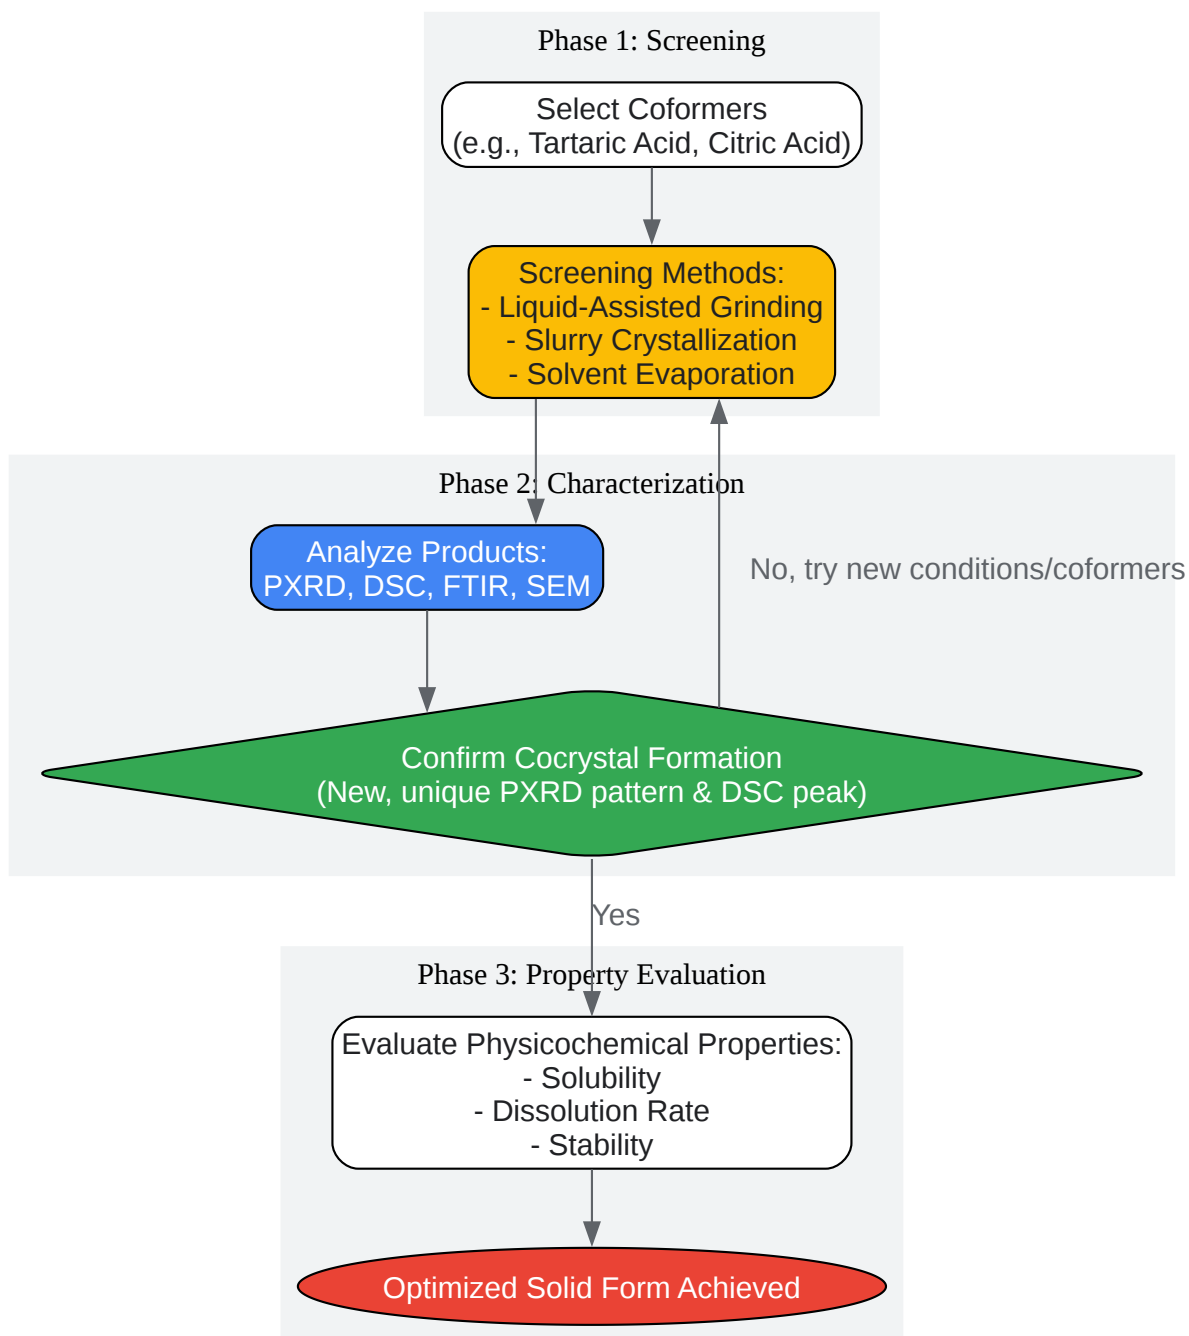 Phase 1: Screening
Select Coformers
(e.g., Tartaric Acid, Citric Acid)
Screening Methods:
- Liquid-Assisted Grinding
- Slurry Crystallization
- Solvent Evaporation
Phase 2: Characterization
Analyze Products:
PXRD, DSC, FTIR, SEM
No, try new conditions/coformers
Confirm Cocrystal Formation
(New, unique PXRD pattern & DSC peak)
Yes
Phase 3: Property Evaluation
Evaluate Physicochemical Properties:
- Solubility
- Dissolution Rate
- Stability
Optimized Solid Form Achieved